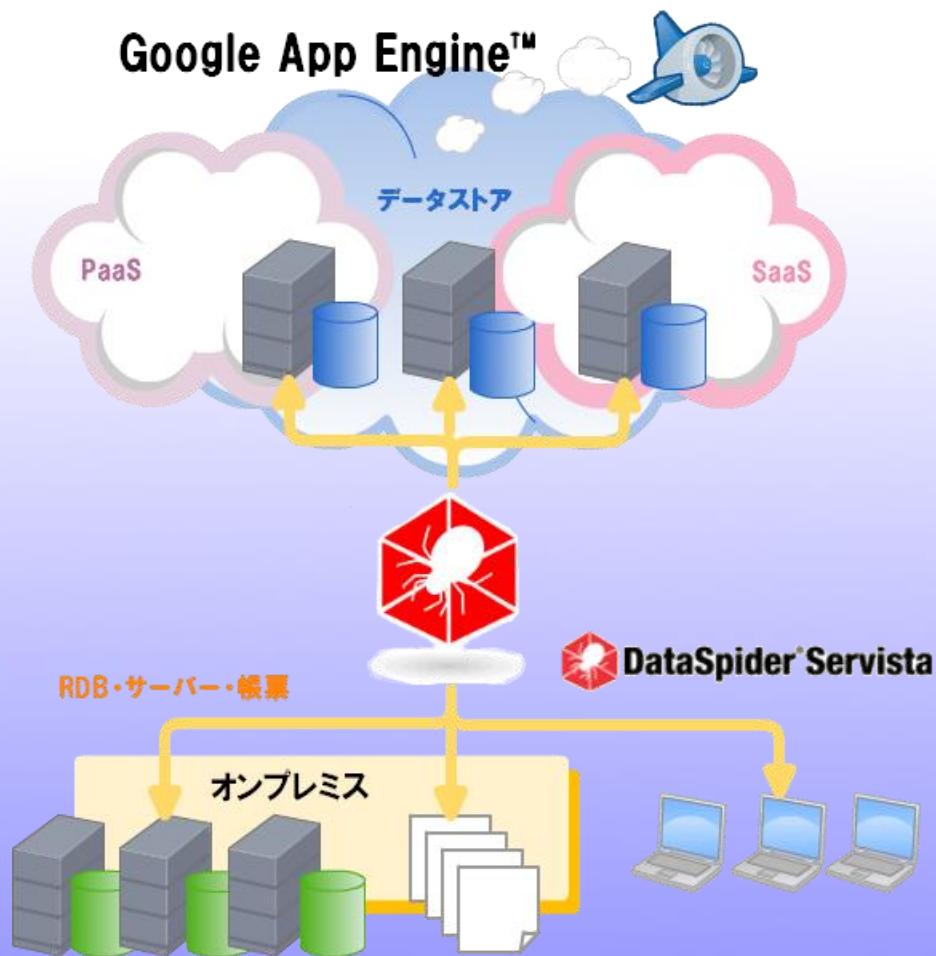 Google App Engine™
データストア
PaaS
SaaS
DataSpider® Servista
RDB・サーバー・帳票
オンプレミス